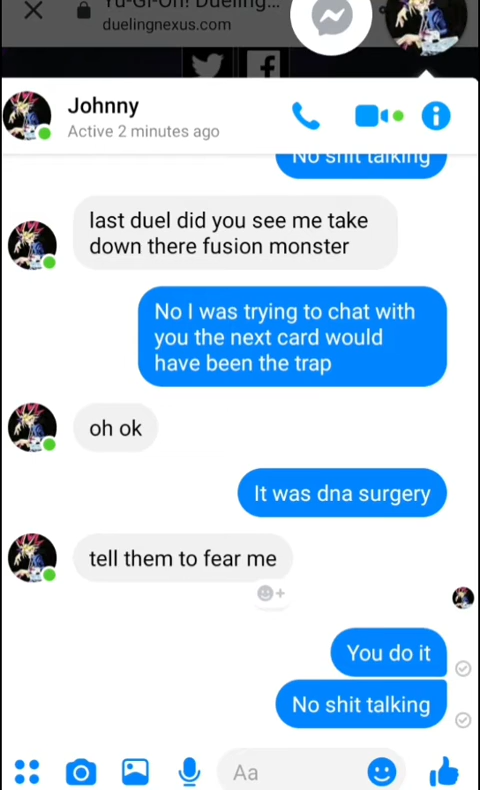 Yu-Gi-Oh! Dueling...
duelingnexus.com
Johnny
Active 2 minutes ago
No shit talking
last duel did you see me take
down there fusion monster
No I was trying to chat with
you the next card would
have been the trap
oh ok
It was dna surgery
tell them to fear me
You do it
No shit talking
Aa